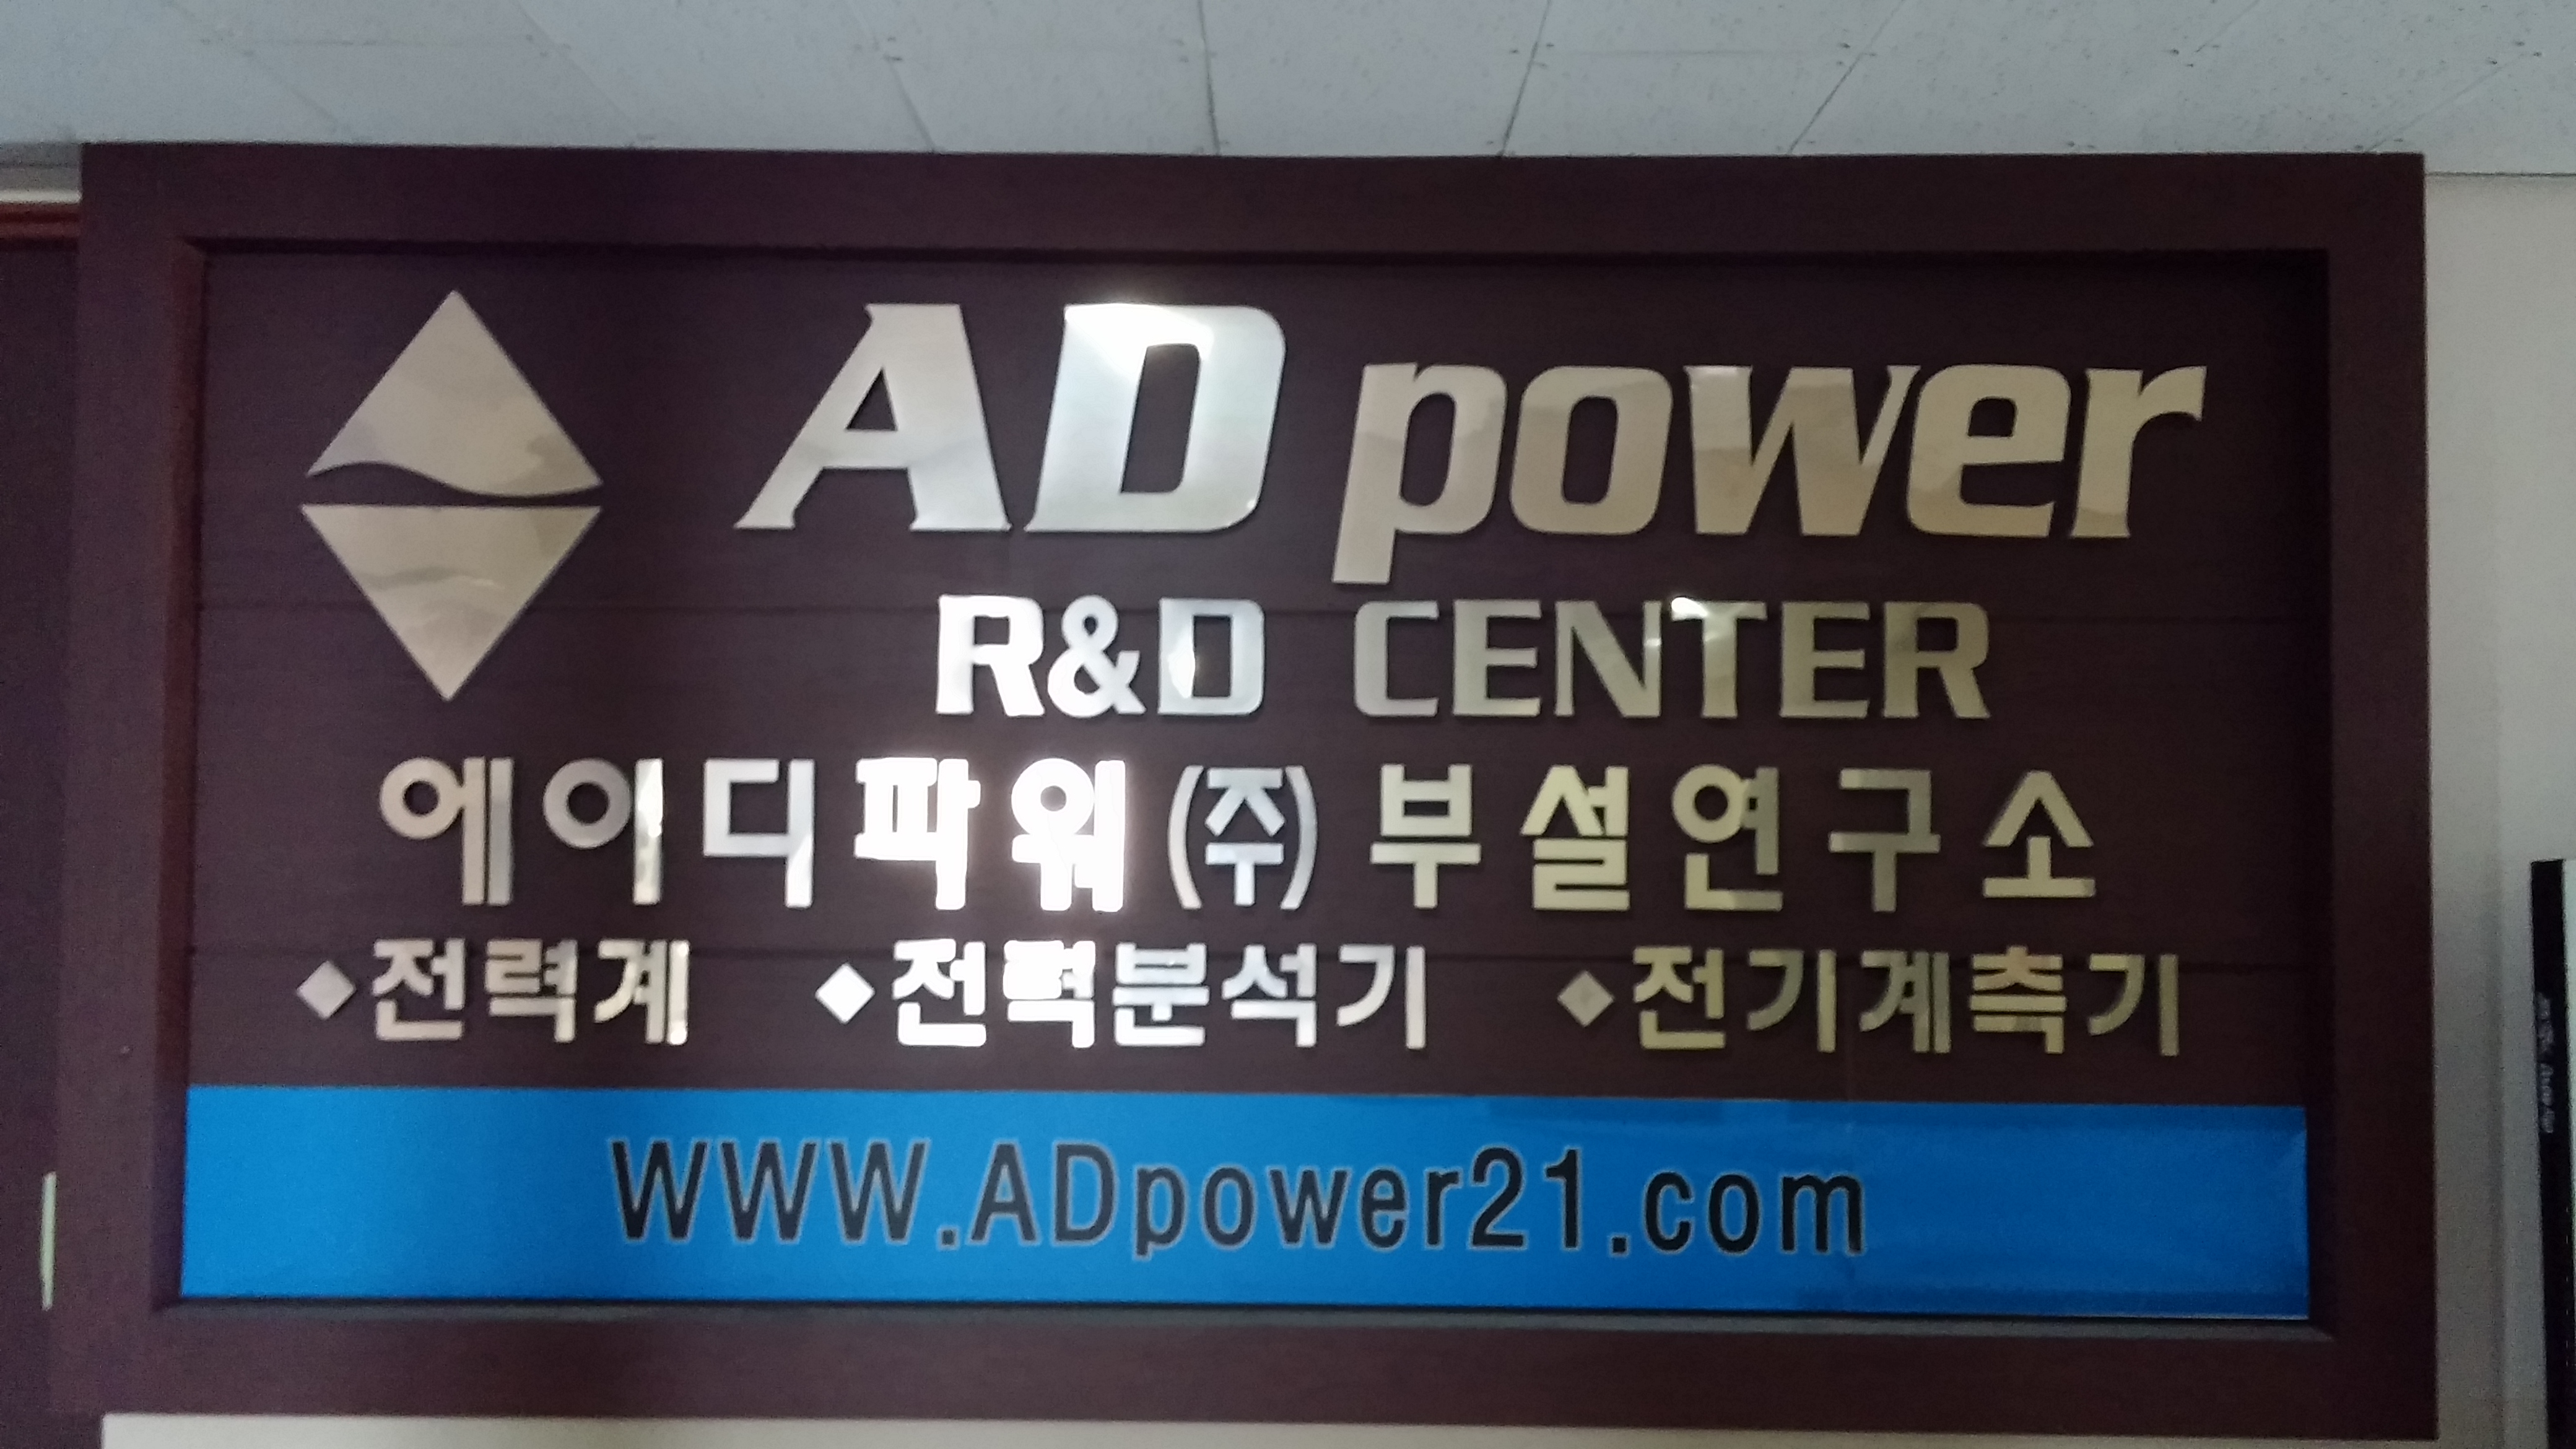 AD power
R&D CENTER
에이디파워(주) 부설연구소
◆전력계 ◆전력분석기 ◆전기계측기
WWW.ADpower21.com